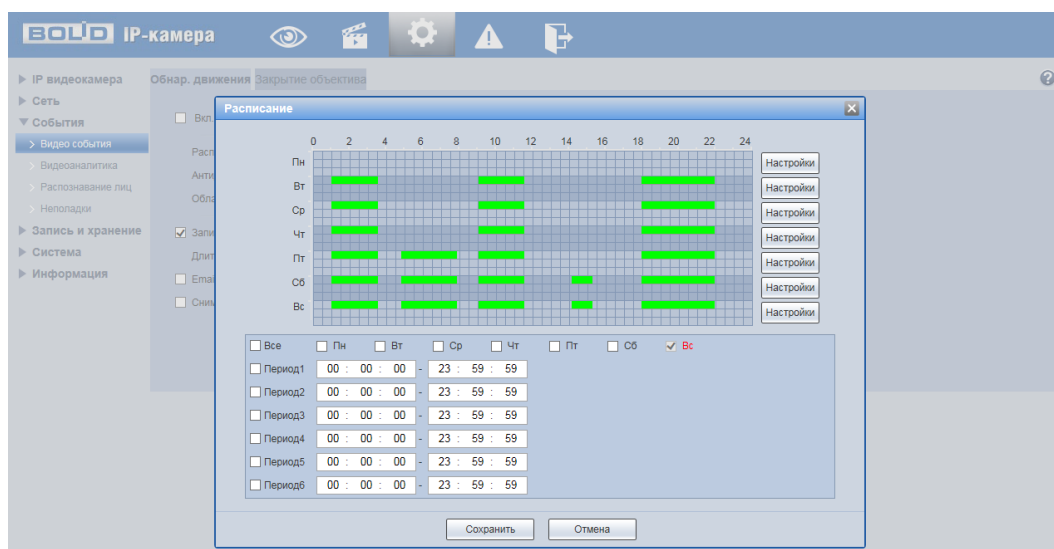 BOLID IP-камера
IP видеокамера
Сеть
События
Видео события
Видеоаналитика
Распознавание лиц
Неполадки
Запись и хранение
Система
Информация
Обнар. движения Закрытие объектива
Вкл.
Расп
Анти
Обла
Запи
Длит
Emai
Сним
Расписание
0 2 4 6 8 10 12 14 16 18 20 22 24
Пн Настройки
Вт Настройки
Ср Настройки
Чт Настройки
Пт Настройки
Сб Настройки
Вс Настройки
Все Пн Вт Ср Чт Пт Сб Вс
Период1 00 : 00 : 00 - 23 : 59 : 59
Период2 00 : 00 : 00 - 23 : 59 : 59
Период3 00 : 00 : 00 - 23 : 59 : 59
Период4 00 : 00 : 00 - 23 : 59 : 59
Период5 00 : 00 : 00 - 23 : 59 : 59
Период6 00 : 00 : 00 - 23 : 59 : 59
Сохранить Отмена